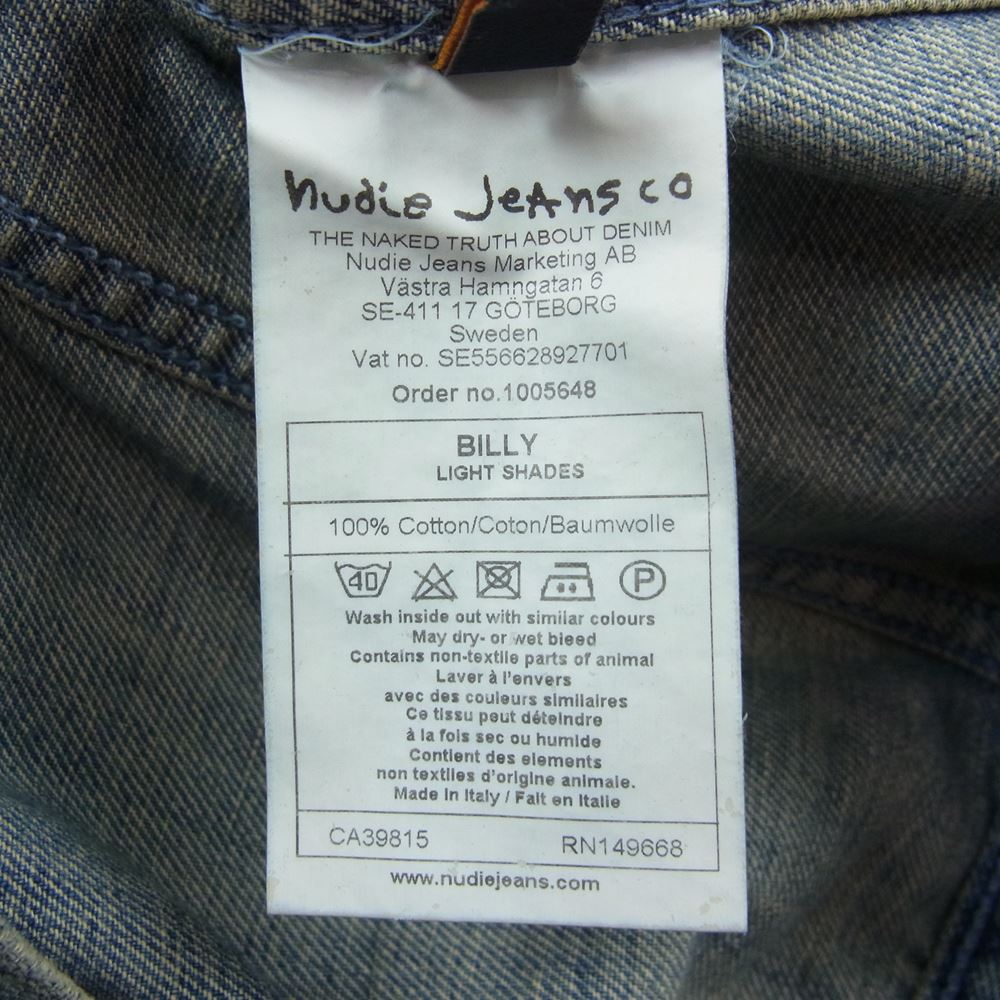 nudie Jeans co
THE NAKED TRUTH ABOUT DENIM
Nudie Jeans Marketing AB
Västra Hamngatan 6
SE-411 17 GÖTEBORG
Sweden
Vat no. SE556628927701
Order no.1005648
BILLY
LIGHT SHADES
100% Cotton/Coton/Baumwolle
40 P
Wash inside out with similar colours
May dry- or wet bleed
Contains non-textile parts of animal
Laver à l'envers
avec des couleurs similaires
Ce tissu peut déteindre
à la fois sec ou humide
Contient des elements
non textiles d'origine animale.
Made in Italy / Fait en Italie
CA39815 RN149668
www.nudiejeans.com